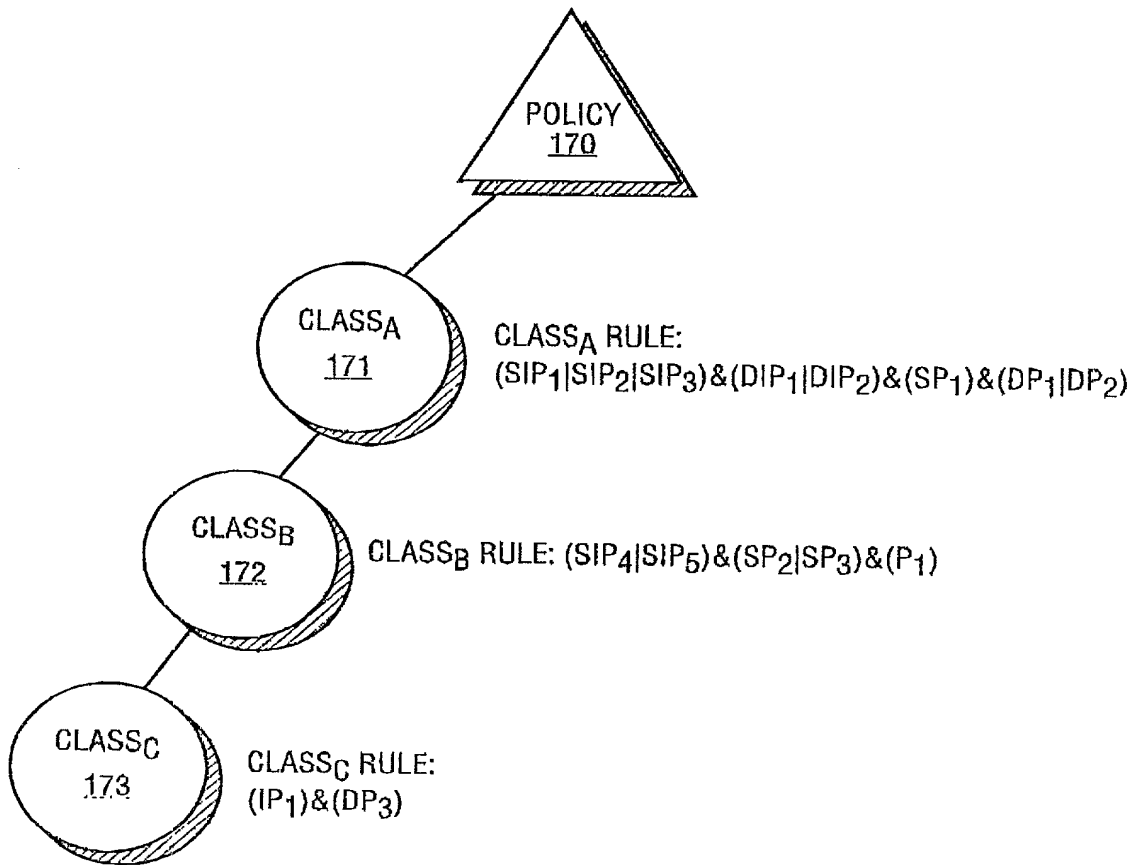 POLICY
170
CLASSA
171
CLASSA RULE:
(SIP1|SIP2|SIP3)&(DIP1|DIP2)&(SP1)&(DP1|DP2)
CLASSB
172
CLASSB RULE: (SIP4|SIP5)&(SP2|SP3)&(P1)
CLASSC
173
CLASSC RULE:
(IP1)&(DP3)